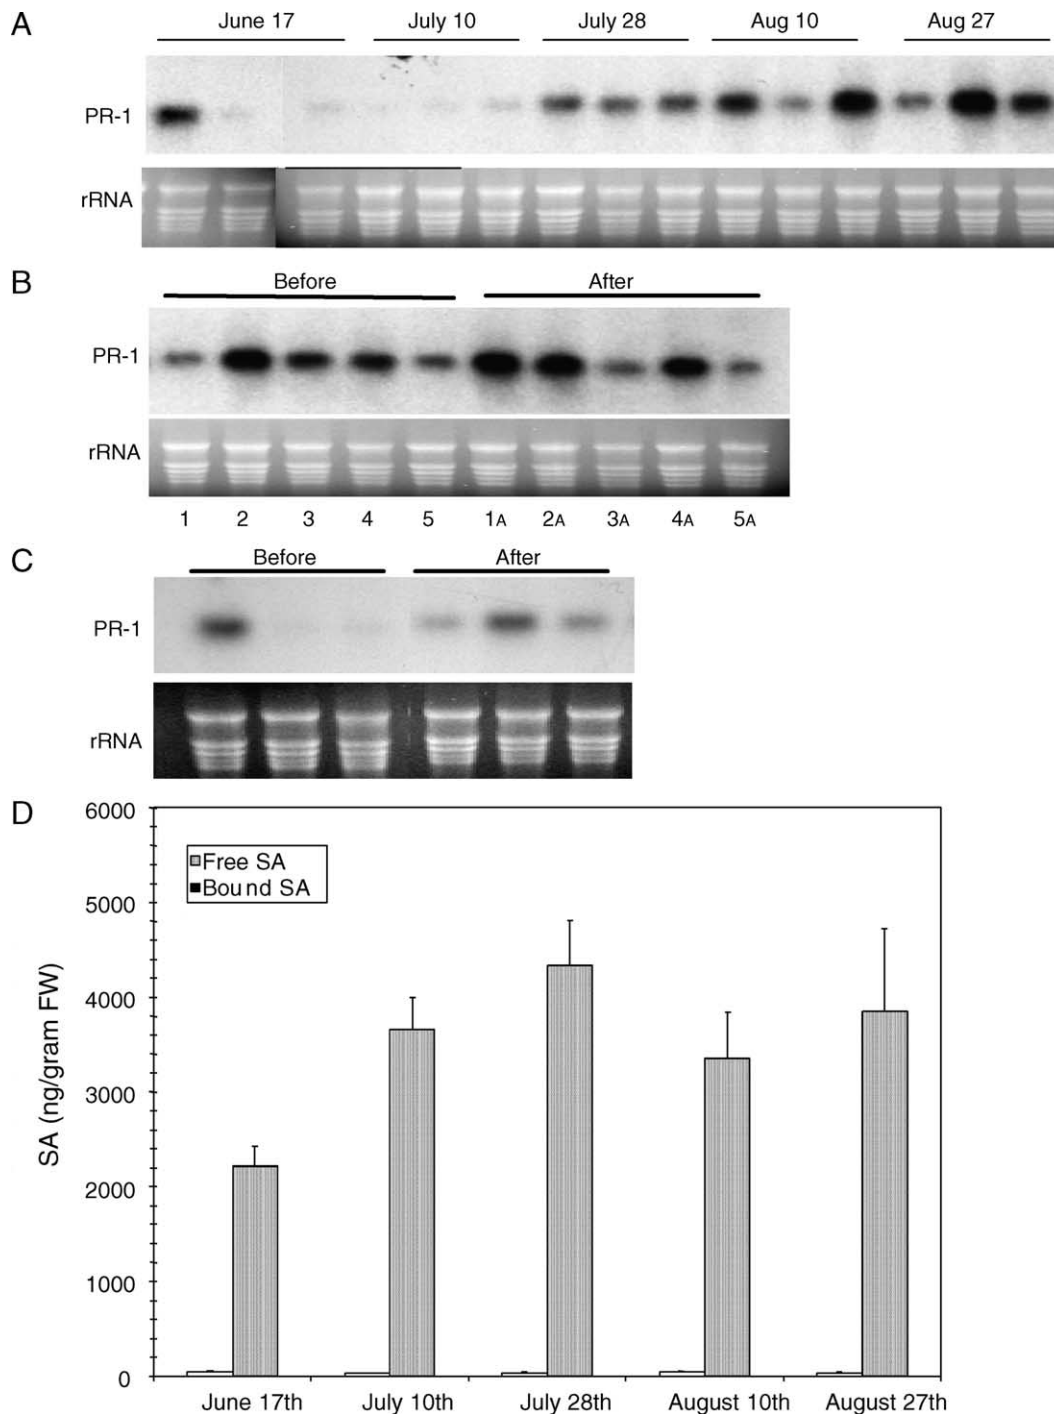 A
June 17 July 10 July 28 Aug 10 Aug 27
PR-1
rRNA
B
Before After
PR-1
rRNA
1 2 3 4 5 1A 2A 3A 4A 5A
C
Before After
PR-1
rRNA
D
6000
5000
4000
3000
2000
1000
0
SA (ng/gram FW)
Free SA
Bound SA
June 17th July 10th July 28th August 10th August 27th